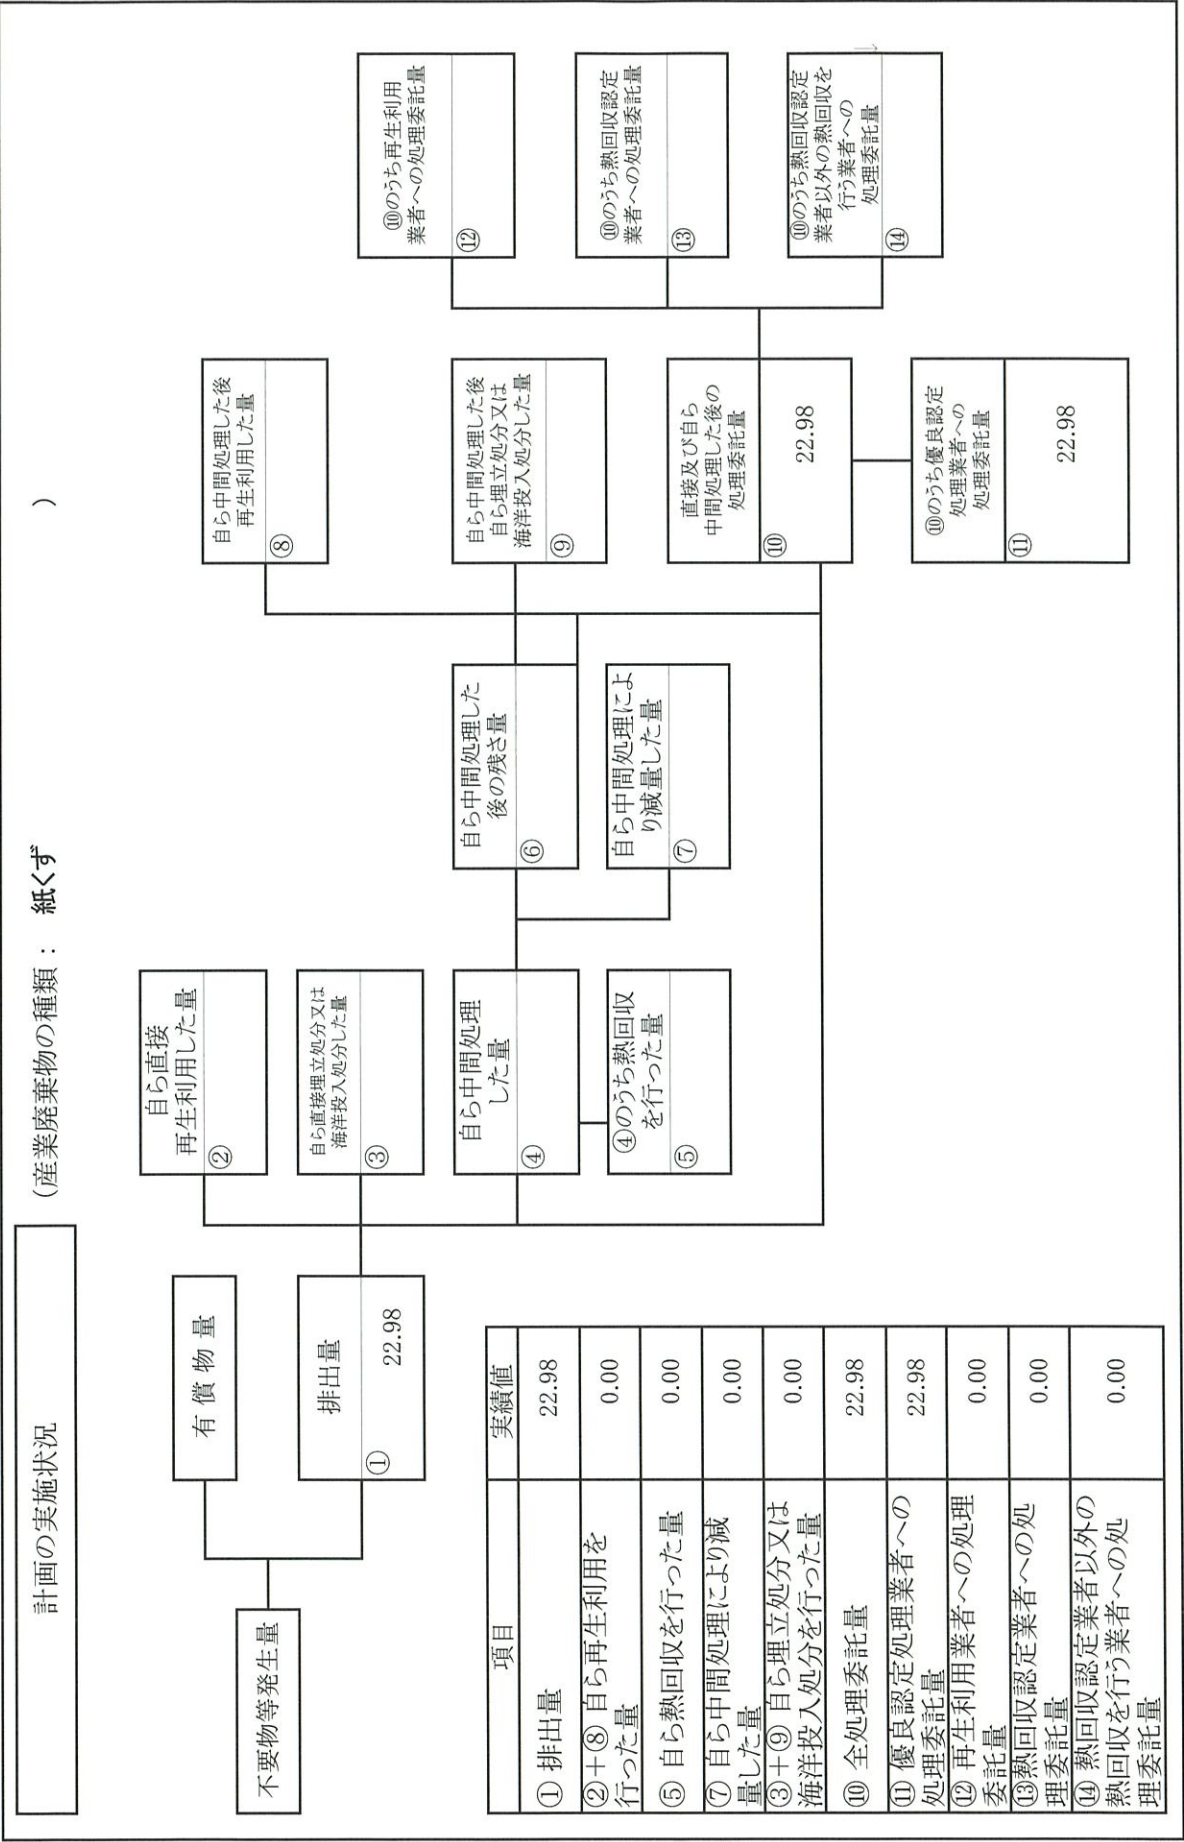 計画の実施状況
(産業廃棄物の種類： 紙くず )
不要物等発生量
有償物量
排出量
① 22.98
自ら直接
再生利用した量
②
自ら直接埋立処分又は
海洋投入処分した量
③
自ら中間処理
した量
④
④のうち熱回収
を行った量
⑤
自ら中間処理した
後の残さ量
⑥
自ら中間処理によ
り減量した量
⑦
自ら中間処理した後
再生利用した量
⑧
自ら中間処理した後
自ら埋立処分又は
海洋投入処分した量
⑨
直接及び自ら
中間処理した後の
処理委託量
⑩ 22.98
⑩のうち優良認定
処理業者への
処理委託量
⑪ 22.98
⑩のうち再生利用
業者への処理委託量
⑫
⑩のうち熱回収認定
業者への処理委託量
⑬
⑩のうち熱回収認定
業者以外の熱回収を
行う業者への
処理委託量
⑭
項目 実績値
① 排出量 22.98
②＋⑧ 自ら再生利用を
行った量 0.00
⑤ 自ら熱回収を行った量 0.00
⑦ 自ら中間処理により減
量した量 0.00
③＋⑨ 自ら埋立処分又は
海洋投入処分を行った量 0.00
⑩ 全処理委託量 22.98
⑪ 優良認定処理業者への
処理委託量 22.98
⑫ 再生利用業者への処理
委託量 0.00
⑬熱回収認定業者への処
理委託量 0.00
⑭ 熱回収認定業者以外の
熱回収を行う業者への処
理委託量 0.00